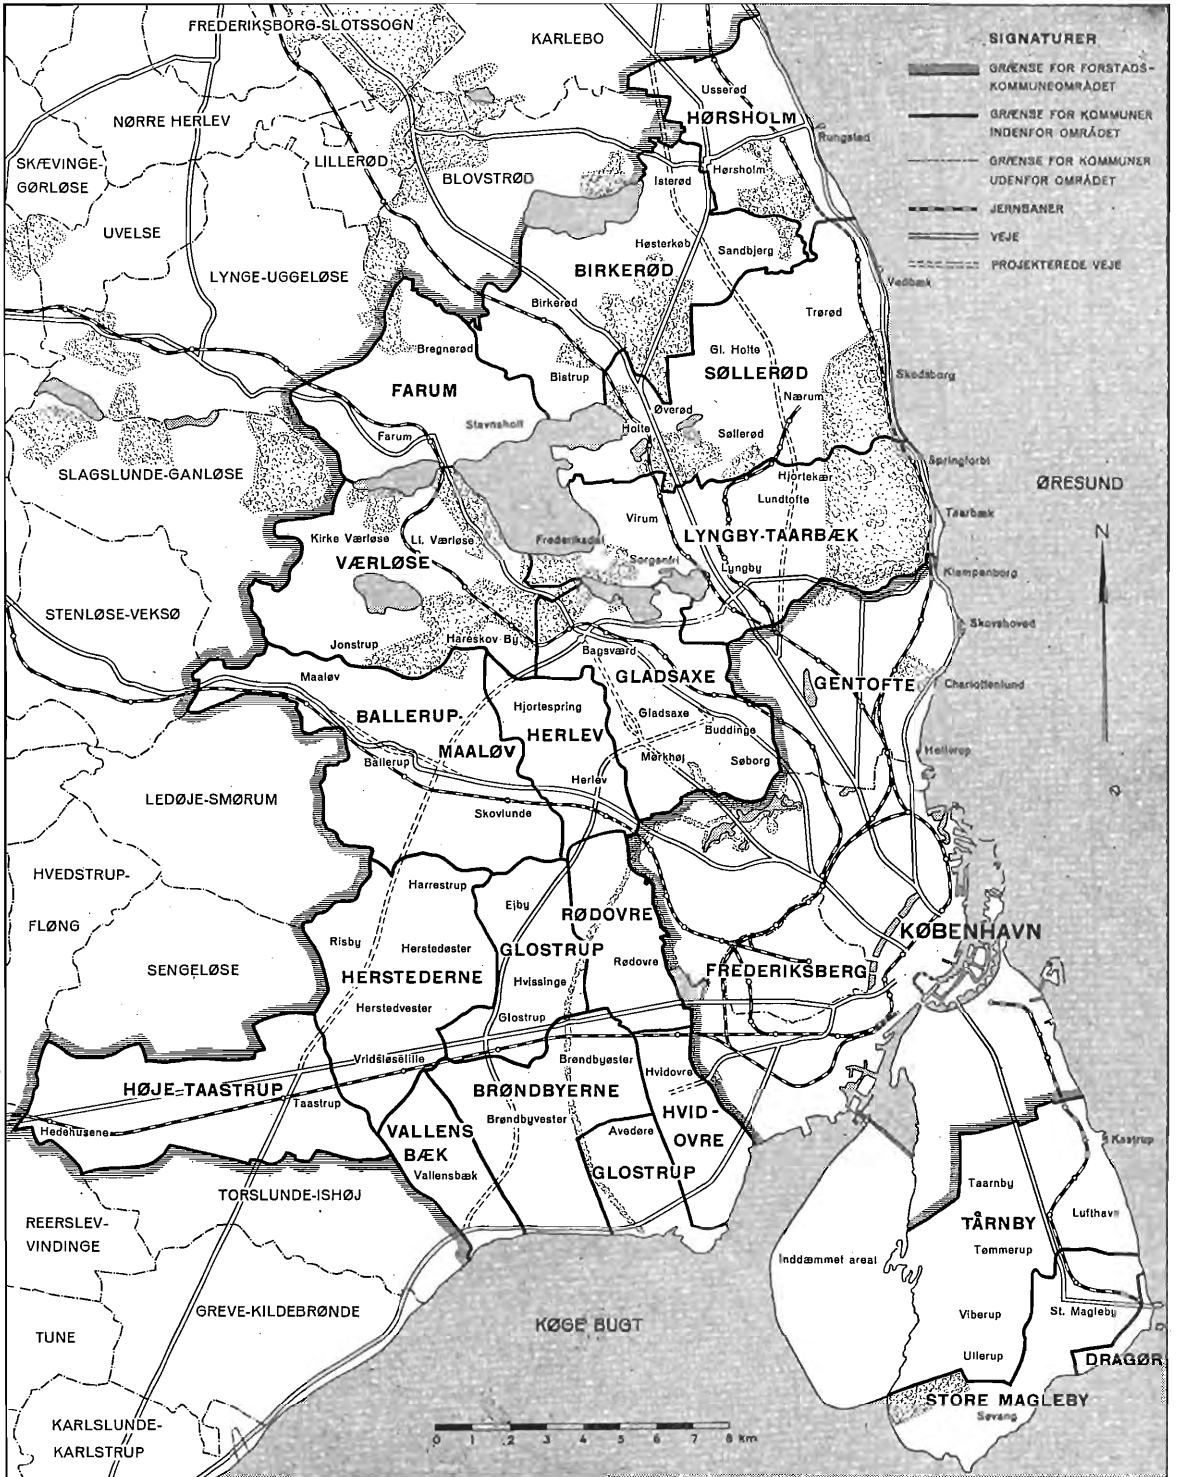 FREDERIKSBORG-SLOTSSOGN
KARLEBO
SIGNATURER
GRÆNSE FOR FORSTADS-
KOMMUNEOMRÅDET
GRÆNSE FOR KOMMUNER
INDENFOR OMRÅDET
GRÆNSE FOR KOMMUNER
UDENFOR OMRÅDET
JERNBANER
VEJE
PROJEKTEREDE VEJE
Usserød
HØRSHOLM
Rungsted
NØRRE HERLEV
LILLERØD
SKÆVINGE-
GØRLØSE
BLOVSTRØD
Isterød
Hørsholm
UVELSE
Høsterkøb
Sandbjerg
LYNGE-UGGELØSE
BIRKERØD
Vedbæk
Birkerød
Trørød
Bregnerød
Gl. Holte
Bistrup
SØLLERØD
Skodsborg
FARUM
Nærum
Øverød
Stavnsholt
Holte
Farum
Søllerød
Springforbi
SLAGSLUNDE-GANLØSE
Hjortekær
ØRESUND
Lundtofte
Taarbæk
Virum
N
LYNGBY-TAARBÆK
Kirke Værløse
Ll. Værløse
Frederiksdal
VÆRLØSE
Sorgenfri
Lyngby
Klampenborg
STENLØSE-VEKSØ
Skovshoved
Jonstrup
Hareskov By
Bagsværd
Maaløv
GLADSAXE
GENTOFTE
Charlottenlund
Hjortespring
Gladsaxe
BALLERUP-
MAALØV
HERLEV
Buddinge
Hellerup
Ballerup
Mørkhøj
Søborg
Herlev
LEDØJE-SMØRUM
Skovlunde
HVEDSTRUP-
FLØNG
Harrestrup
Ejby
RØDOVRE
KØBENHAVN
Risby
Herstedøster
GLOSTRUP
SENGELØSE
Rødovre
FREDERIKSBERG
HERSTEDERNE
Hvissinge
Herstedvester
Glostrup
Vridsløselille
Brøndbyøster
Hvidovre
HØJE-TAASTRUP
BRØNDBYERNE
Taastrup
Brøndbyvester
HVID-
OVRE
Hedehusene
VALLENS
BÆK
Avedøre
Kastrup
Vallensbæk
GLOSTRUP
TORSLUNDE-ISHØJ
Taarnby
REERSLEV-
VINDINGE
TÅRNBY
Lufthavn
Tømmerup
Inddæmmet areal
GREVE-KILDEBRØNDE
Viberup
St. Magleby
TUNE
KØGE BUGT
Ullerup
DRAGØR
STORE MAGLEBY
Søvang
KARLSLUNDE-
KARLSTRUP
0 1 2 3 4 5 6 7 8 km